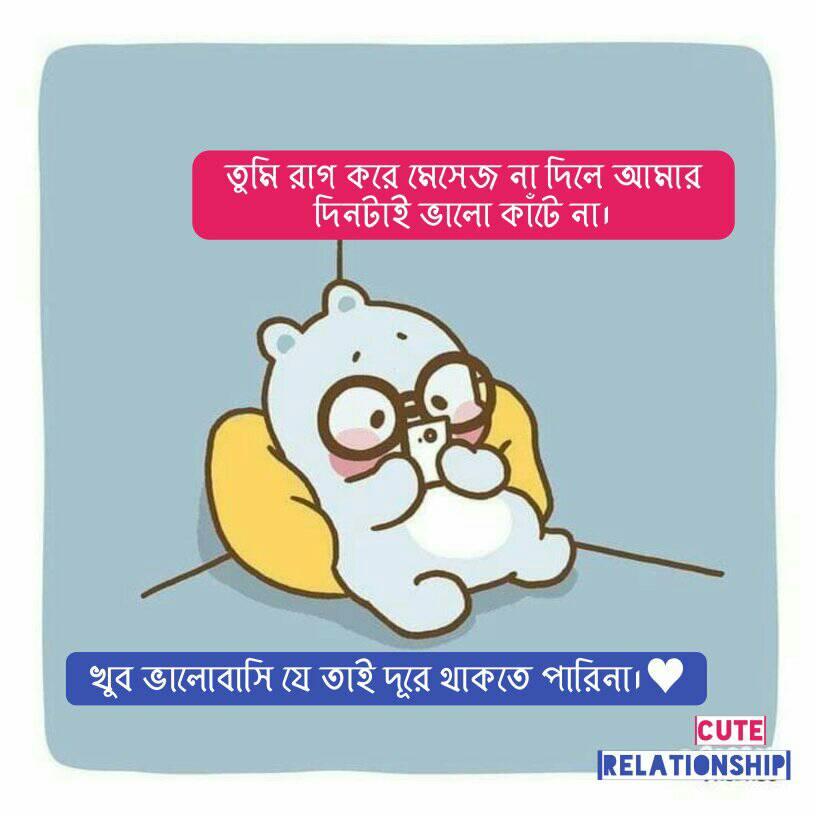 তুমি রাগ করে মেসেজ না দিলে আমার
দিনটাই ভালো কাঁটে না।
খুব ভালোবাসি যে তাই দূরে থাকতে পারিনা।🤍
CUTE
RELATIONSHIP